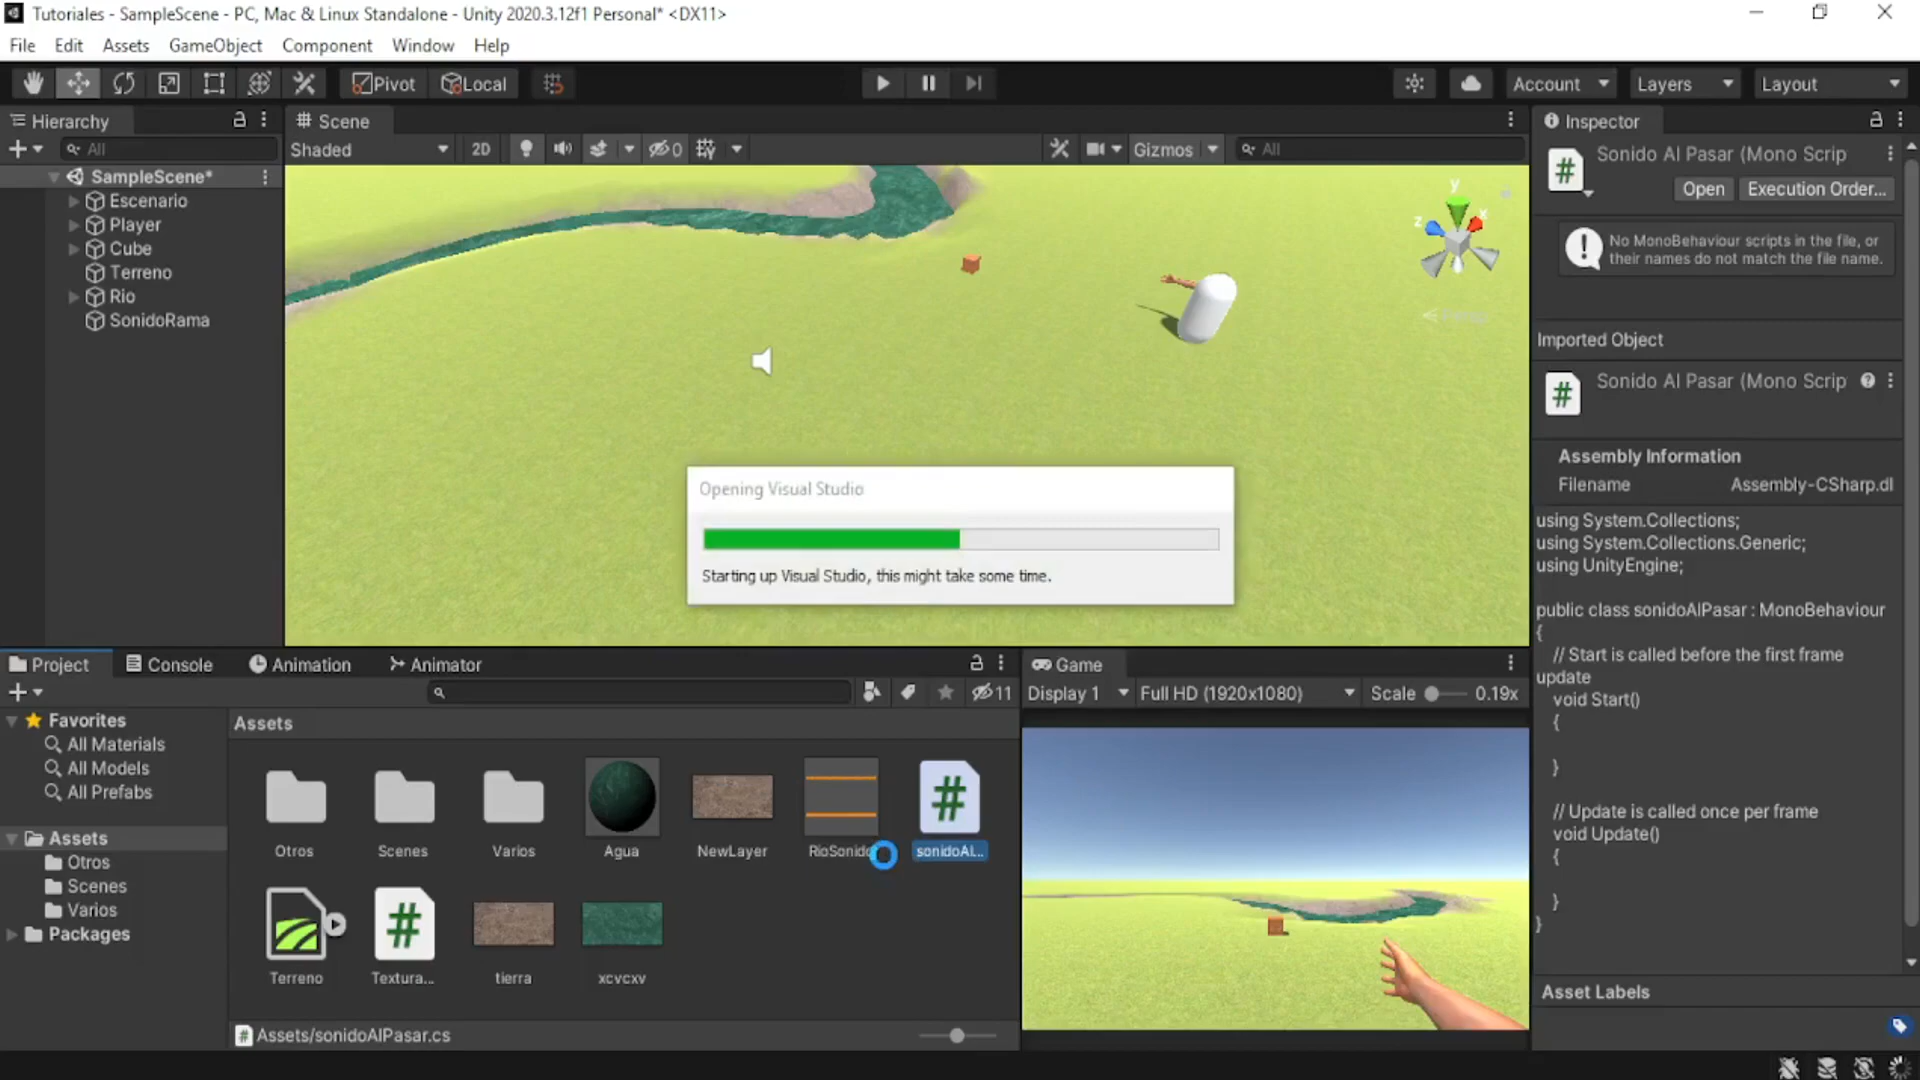 Tutoriales - SampleScene - PC, Mac & Linux Standalone - Unity 2020.3.12f1 Personal* <DX11>
File Edit Assets GameObject Component Window Help
Pivot Local Account Layers Layout
Hierarchy
All
SampleScene*
Escenario
Player
Cube
Terreno
Rio
SonidoRama
Scene
Shaded 2D 0 Gizmos All
y
x
z
Opening Visual Studio
Starting up Visual Studio, this might take some time.
Inspector
Sonido Al Pasar (Mono Scrip
Open Execution Order...
No MonoBehaviour scripts in the file, or
their names do not match the file name.
Imported Object
Sonido Al Pasar (Mono Scrip
Assembly Information
Filename Assembly-CSharp.dl
using System.Collections;
using System.Collections.Generic;
using UnityEngine;
public class sonidoAlPasar : MonoBehaviour
{
// Start is called before the first frame
update
void Start()
{
}
// Update is called once per frame
void Update()
{
}
}
Asset Labels
Project Console Animation Animator
11
Favorites
All Materials
All Models
All Prefabs
Assets
Otros
Scenes
Varios
Packages
Assets
Otros Scenes Varios Agua NewLayer RioSonido sonidoAl...
Terreno Textura... tierra xcvcxv
Assets/sonidoAlPasar.cs
Game
Display 1 Full HD (1920x1080) Scale 0.19x